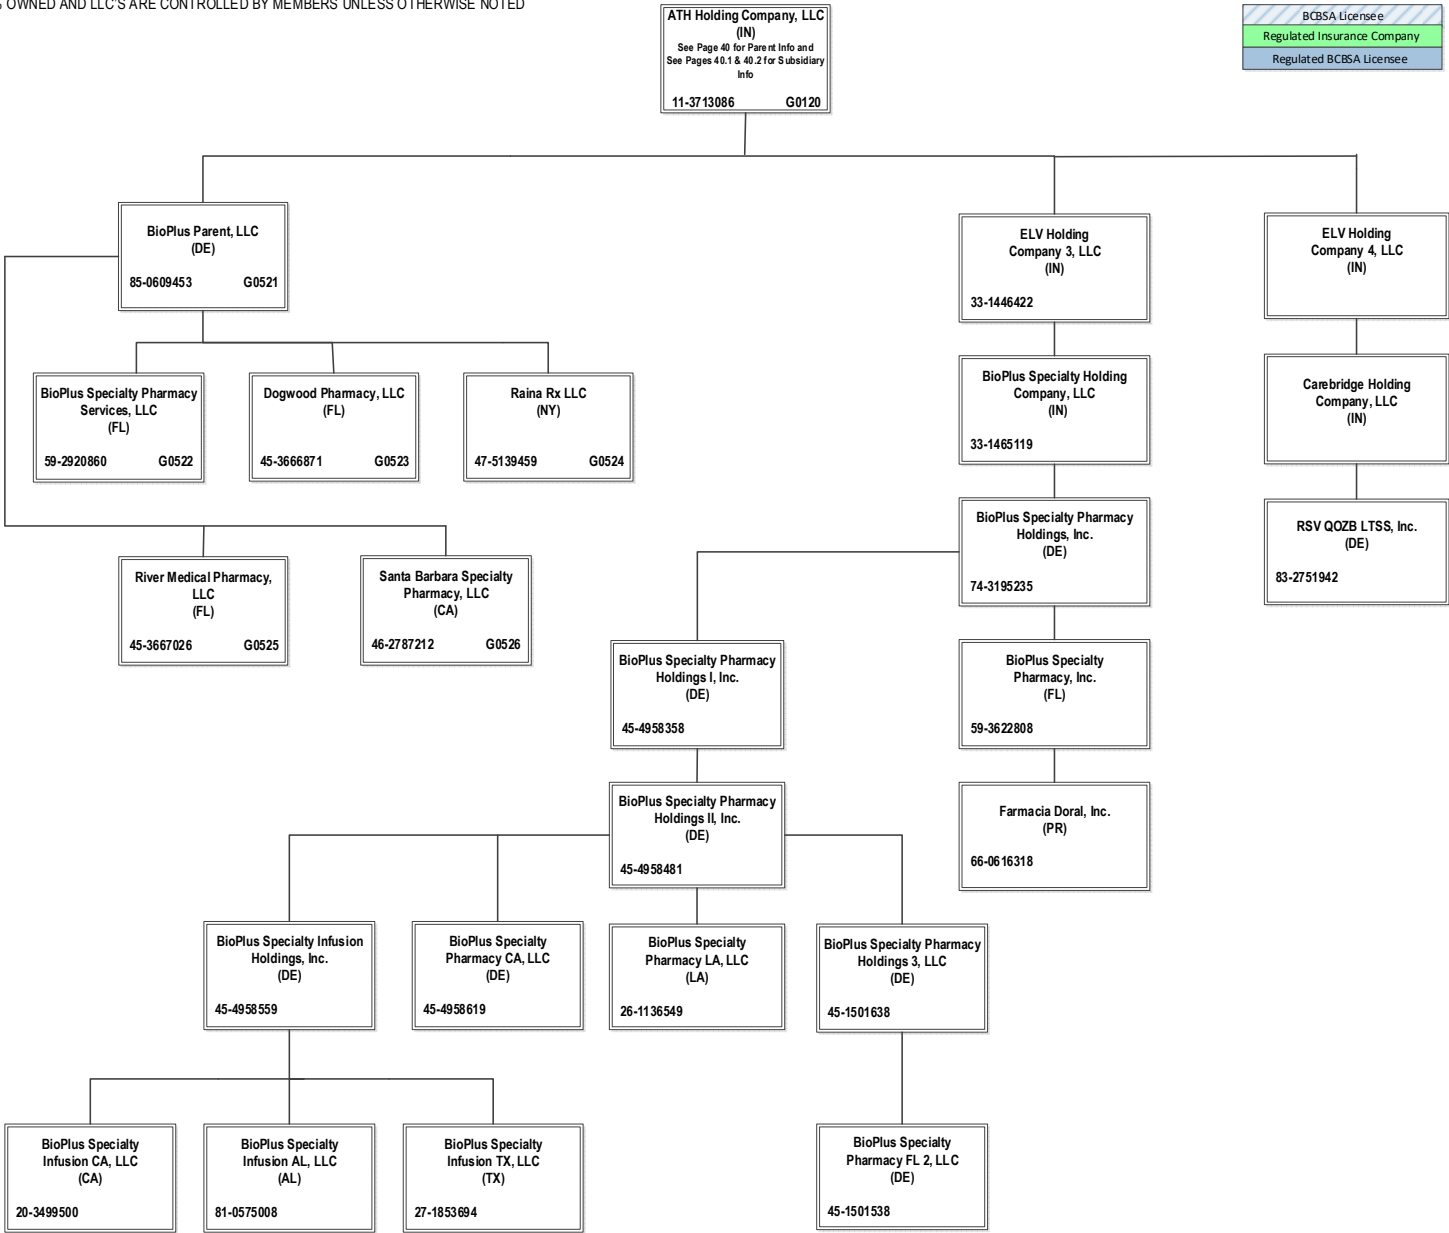 OWNED AND LLC'S ARE CONTROLLED BY MEMBERS UNLESS OTHERWISE NOTED
ATH Holding Company, LLC
(IN)
See Page 40 for Parent Info and
See Pages 40.1 & 40.2 for Subsidiary
Info
11-3713086 G0120
BCBSA Licensee
Regulated Insurance Company
Regulated BCBSA Licensee
BioPlus Parent, LLC
(DE)
85-0609453 G0521
ELV Holding
Company 3, LLC
(IN)
33-1446422
ELV Holding
Company 4, LLC
(IN)
BioPlus Specialty Pharmacy
Services, LLC
(FL)
59-2920860 G0522
Dogwood Pharmacy, LLC
(FL)
45-3666871 G0523
Raina Rx LLC
(NY)
47-5139459 G0524
BioPlus Specialty Holding
Company, LLC
(IN)
33-1465119
Carebridge Holding
Company, LLC
(IN)
BioPlus Specialty Pharmacy
Holdings, Inc.
(DE)
74-3195235
RSV QOZB LTSS, Inc.
(DE)
83-2751942
River Medical Pharmacy,
LLC
(FL)
45-3667026 G0525
Santa Barbara Specialty
Pharmacy, LLC
(CA)
46-2787212 G0526
BioPlus Specialty Pharmacy
Holdings I, Inc.
(DE)
45-4958358
BioPlus Specialty
Pharmacy, Inc.
(FL)
59-3622808
BioPlus Specialty Pharmacy
Holdings II, Inc.
(DE)
45-4958481
Farmacia Doral, Inc.
(PR)
66-0616318
BioPlus Specialty Infusion
Holdings, Inc.
(DE)
45-4958559
BioPlus Specialty
Pharmacy CA, LLC
(DE)
45-4958619
BioPlus Specialty
Pharmacy LA, LLC
(LA)
26-1136549
BioPlus Specialty Pharmacy
Holdings 3, LLC
(DE)
45-1501638
BioPlus Specialty
Infusion CA, LLC
(CA)
20-3499500
BioPlus Specialty
Infusion AL, LLC
(AL)
81-0575008
BioPlus Specialty
Infusion TX, LLC
(TX)
27-1853694
BioPlus Specialty
Pharmacy FL 2, LLC
(DE)
45-1501538